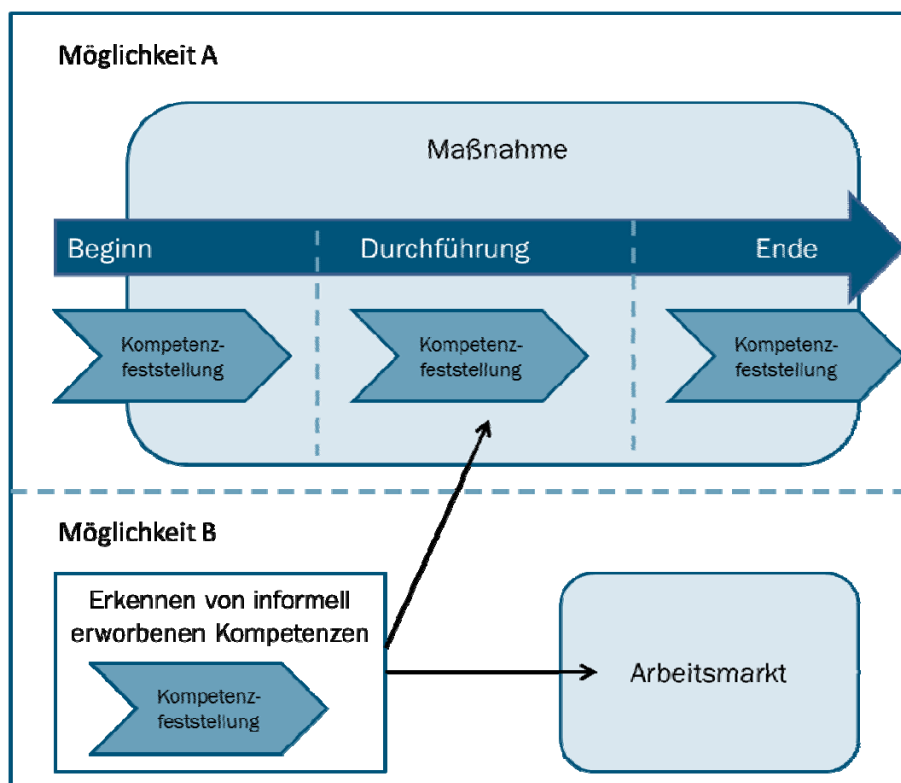 Möglichkeit A
Maßnahme
Beginn
Durchführung
Ende
Kompetenz-
feststellung
Kompetenz-
feststellung
Kompetenz-
feststellung
Möglichkeit B
Erkennen von informell
erworbenen Kompetenzen
Kompetenz-
feststellung
Arbeitsmarkt